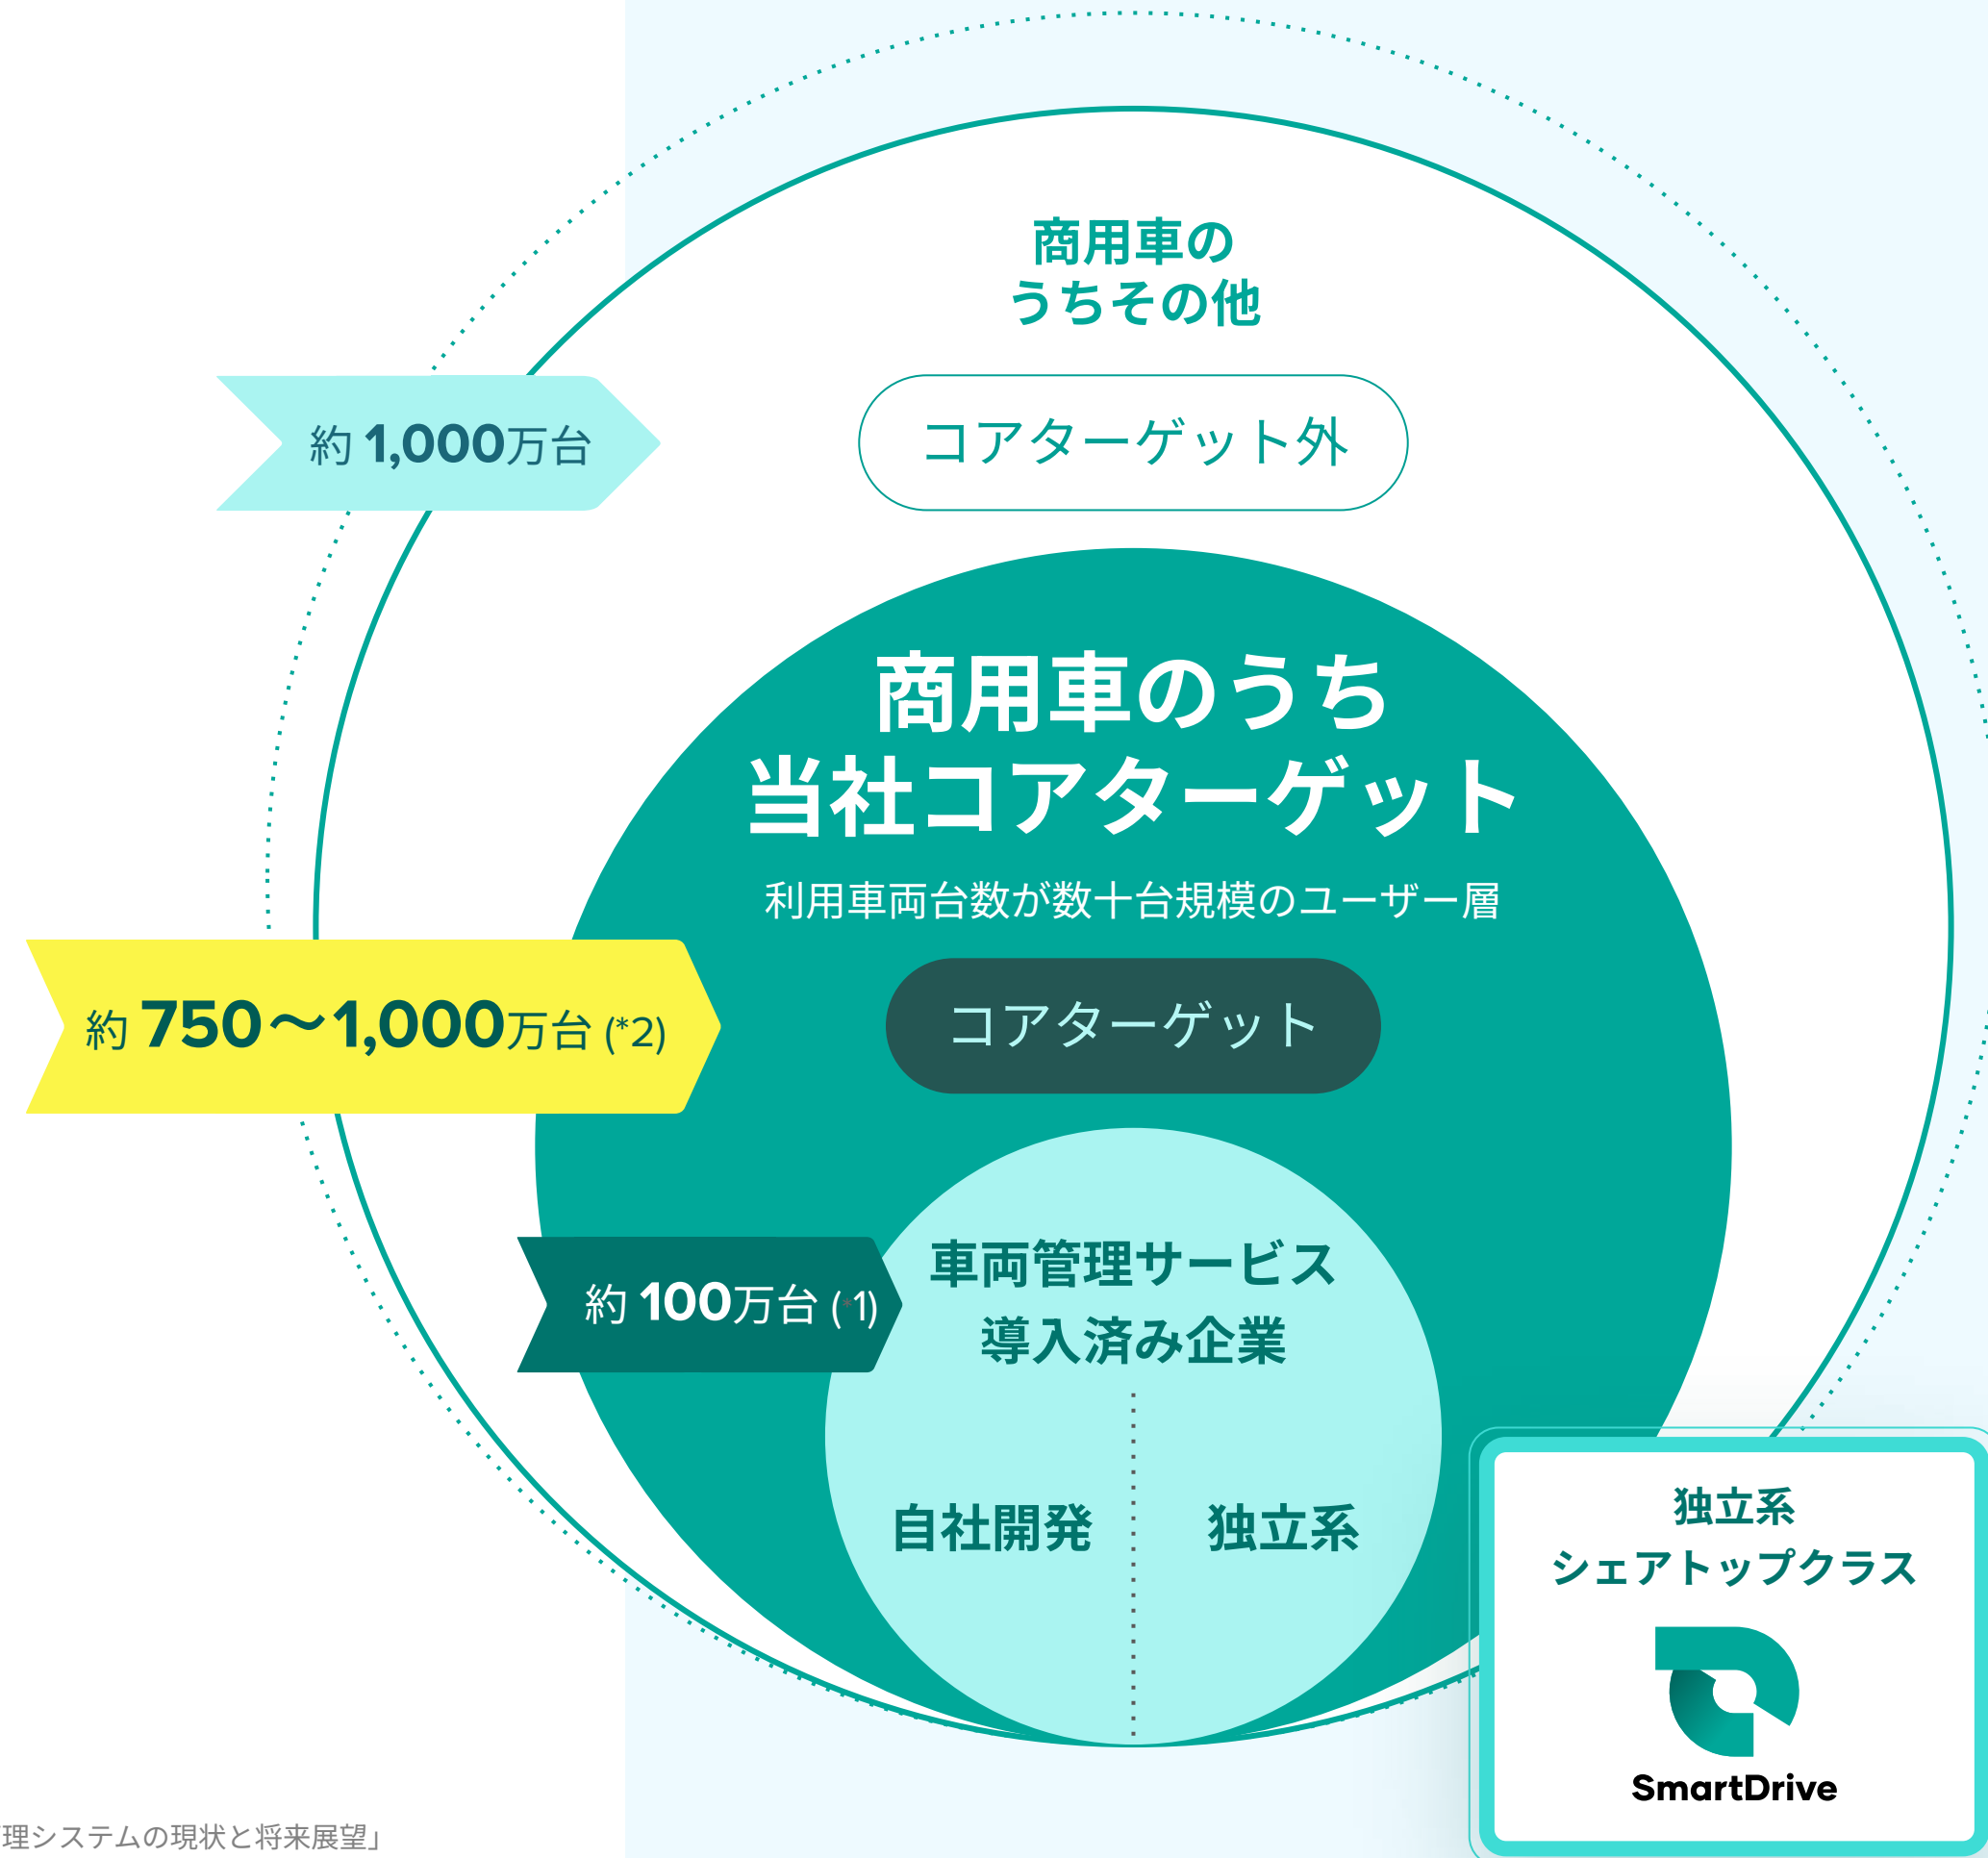 商用車の
うちその他
約 1,000万台
コアターゲット外
商用車のうち
当社コアターゲット
利用車両台数が数十台規模のユーザー層
約 750〜1,000万台 (*2)
コアターゲット
車両管理サービス
導入済み企業
約 100万台 (*1)
自社開発
独立系
独立系
シェアトップクラス
SmartDrive
理システムの現状と将来展望」